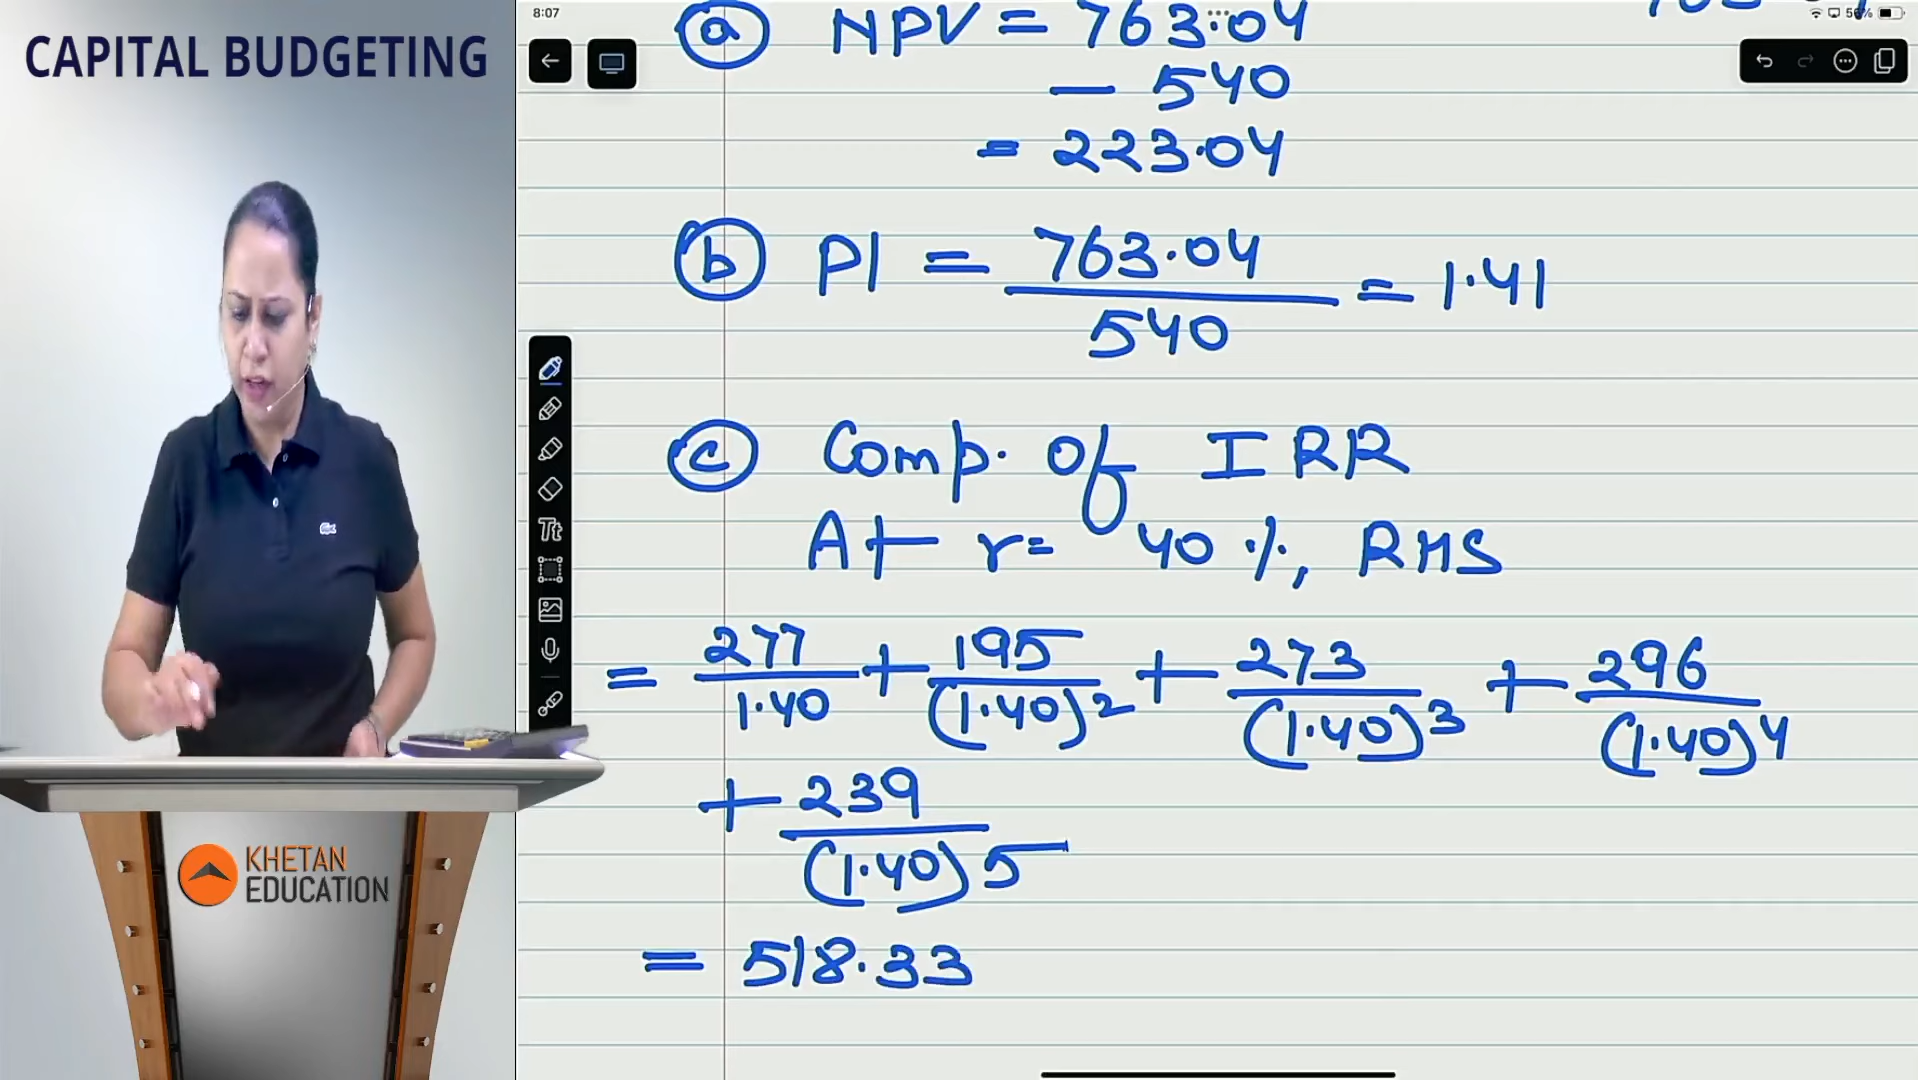 CAPITAL BUDGETING
8:07
56%
(a) NPV = 763.04
— 540
= 223.04
(b) PI = 763.04 / 540 = 1.41
(c) Comp. of IRR
At r = 40 %, RHS
= 277 / 1.40 + 195 / (1.40)2 + 273 / (1.40)3 + 296 / (1.40)4
+ 239 / (1.40)5
= 518.33
Tt
KHETAN
EDUCATION